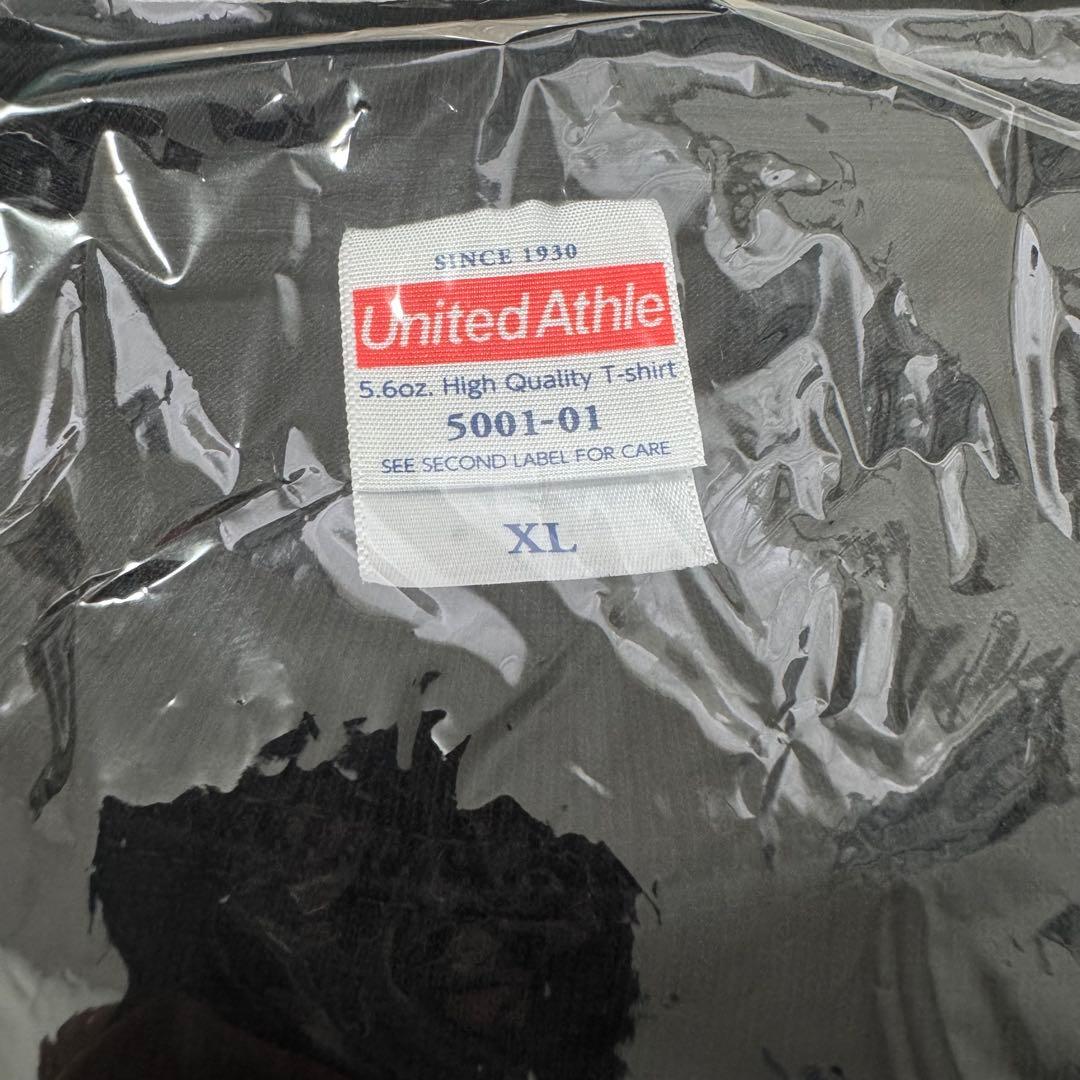 SINCE 1930
United Athle
5.6oz. High Quality T-shirt
5001-01
SEE SECOND LABEL FOR CARE
XL